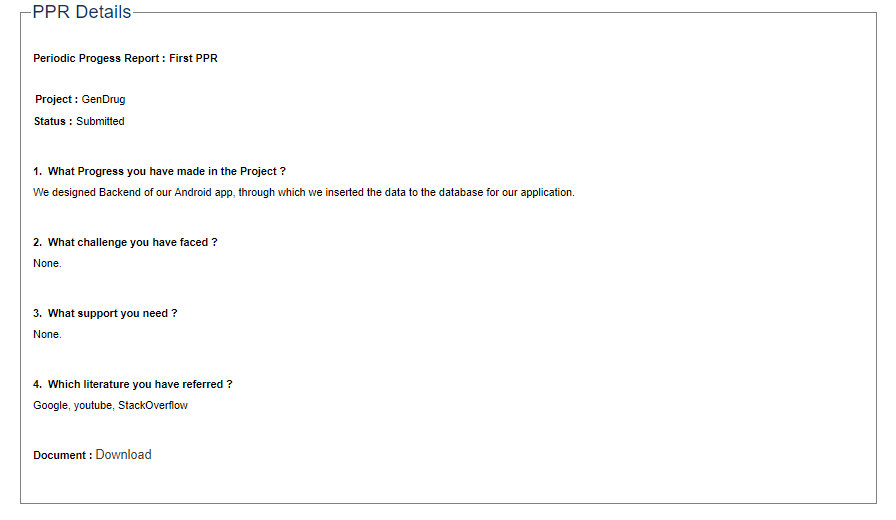 PPR Details
Periodic Progess Report : First PPR
Project : GenDrug
Status : Submitted
1. What Progress you have made in the Project ?
We designed Backend of our Android app, through which we inserted the data to the database for our application.
2. What challenge you have faced ?
None.
3. What support you need ?
None.
4. Which literature you have referred ?
Google, youtube, StackOverflow
Document : Download